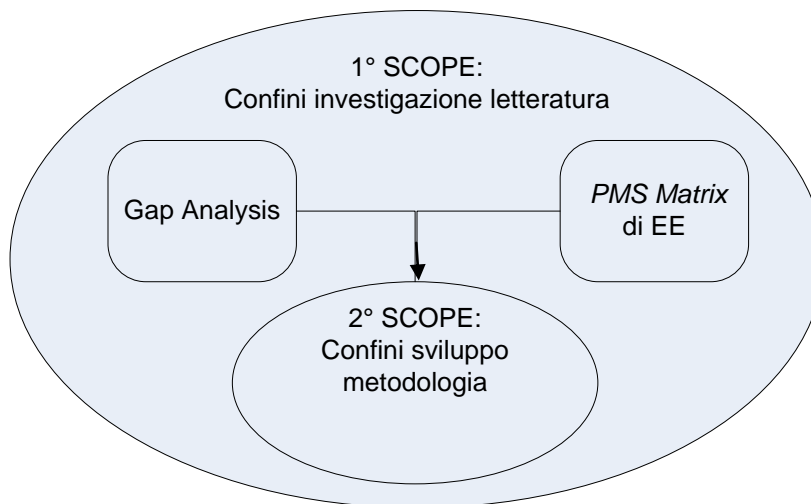 1° SCOPE:
Confini investigazione letteratura
Gap Analysis
PMS Matrix
di EE
2° SCOPE:
Confini sviluppo
metodologia